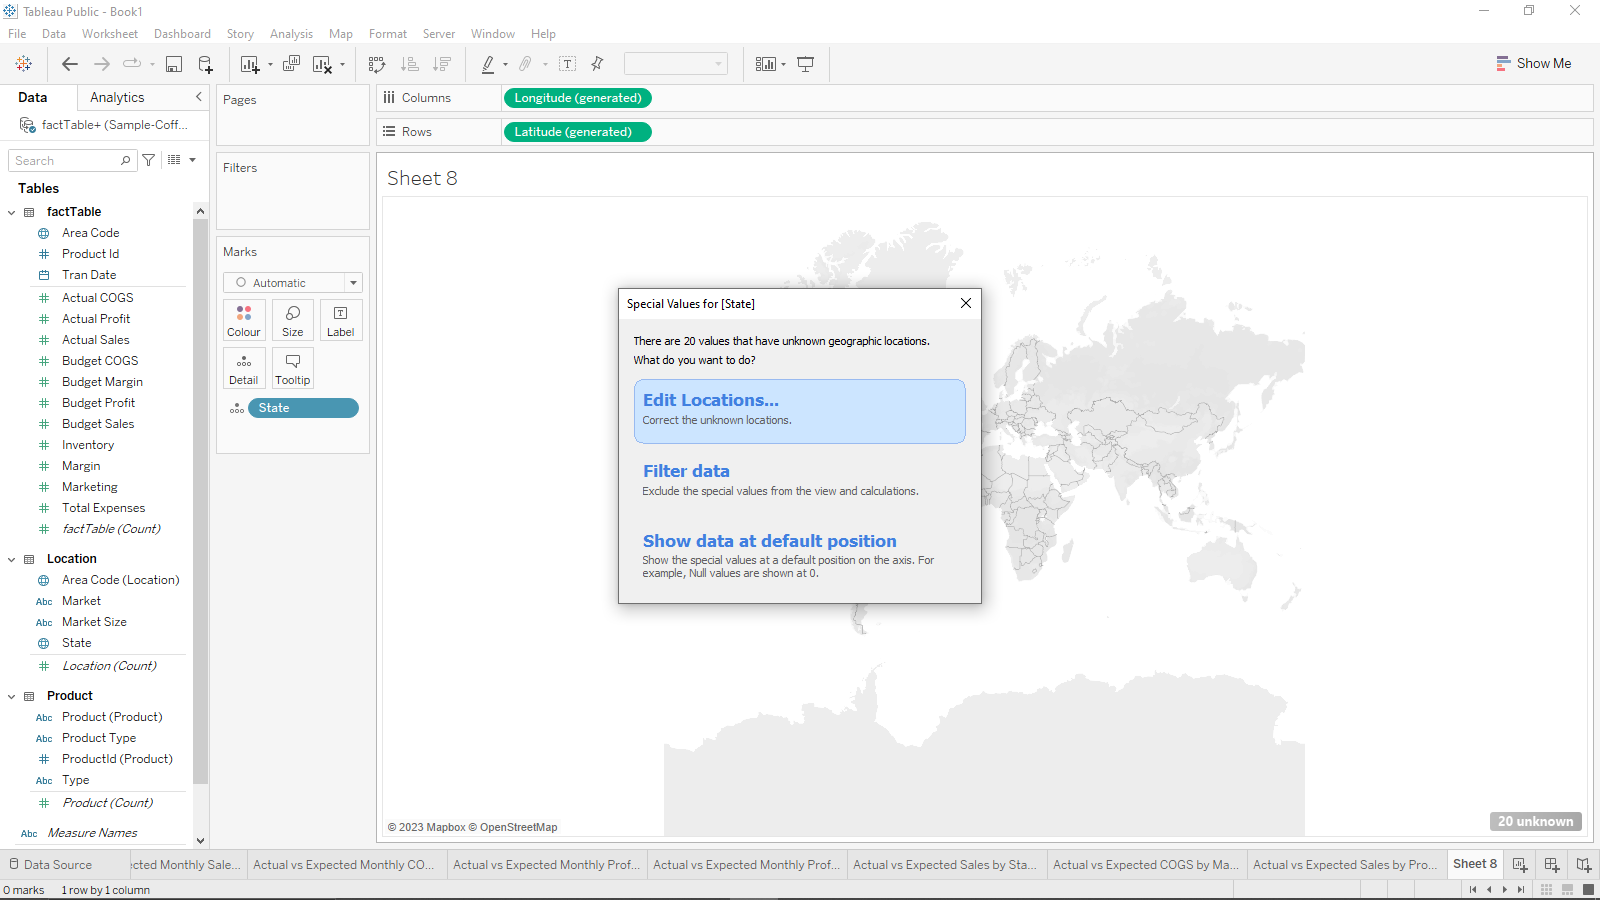 Tableau Public - Book1
File Data Worksheet Dashboard Story Analysis Map Format Server Window Help
Show Me
Data Analytics
factTable+ (Sample-Coff...
Search
Tables
factTable
Area Code
Product Id
Tran Date
Actual COGS
Actual Profit
Actual Sales
Budget COGS
Budget Margin
Budget Profit
Budget Sales
Inventory
Margin
Marketing
Total Expenses
factTable (Count)
Location
Area Code (Location)
Abc Market
Abc Market Size
State
Location (Count)
Product
Abc Product (Product)
Abc Product Type
ProductId (Product)
Abc Type
Product (Count)
Abc Measure Names
Pages
Filters
Marks
Automatic
Colour Size Label
Detail Tooltip
State
Columns Longitude (generated)
Rows Latitude (generated)
Sheet 8
Special Values for [State]
There are 20 values that have unknown geographic locations.
What do you want to do?
Edit Locations...
Correct the unknown locations.
Filter data
Exclude the special values from the view and calculations.
Show data at default position
Show the special values at a default position on the axis. For
example, Null values are shown at 0.
© 2023 Mapbox © OpenStreetMap
20 unknown
Data Source ected Monthly Sale... Actual vs Expected Monthly CO... Actual vs Expected Monthly Prof... Actual vs Expected Monthly Prof... Actual vs Expected Sales by Sta... Actual vs Expected COGS by Ma... Actual vs Expected Sales by Pro... Sheet 8
0 marks 1 row by 1 column